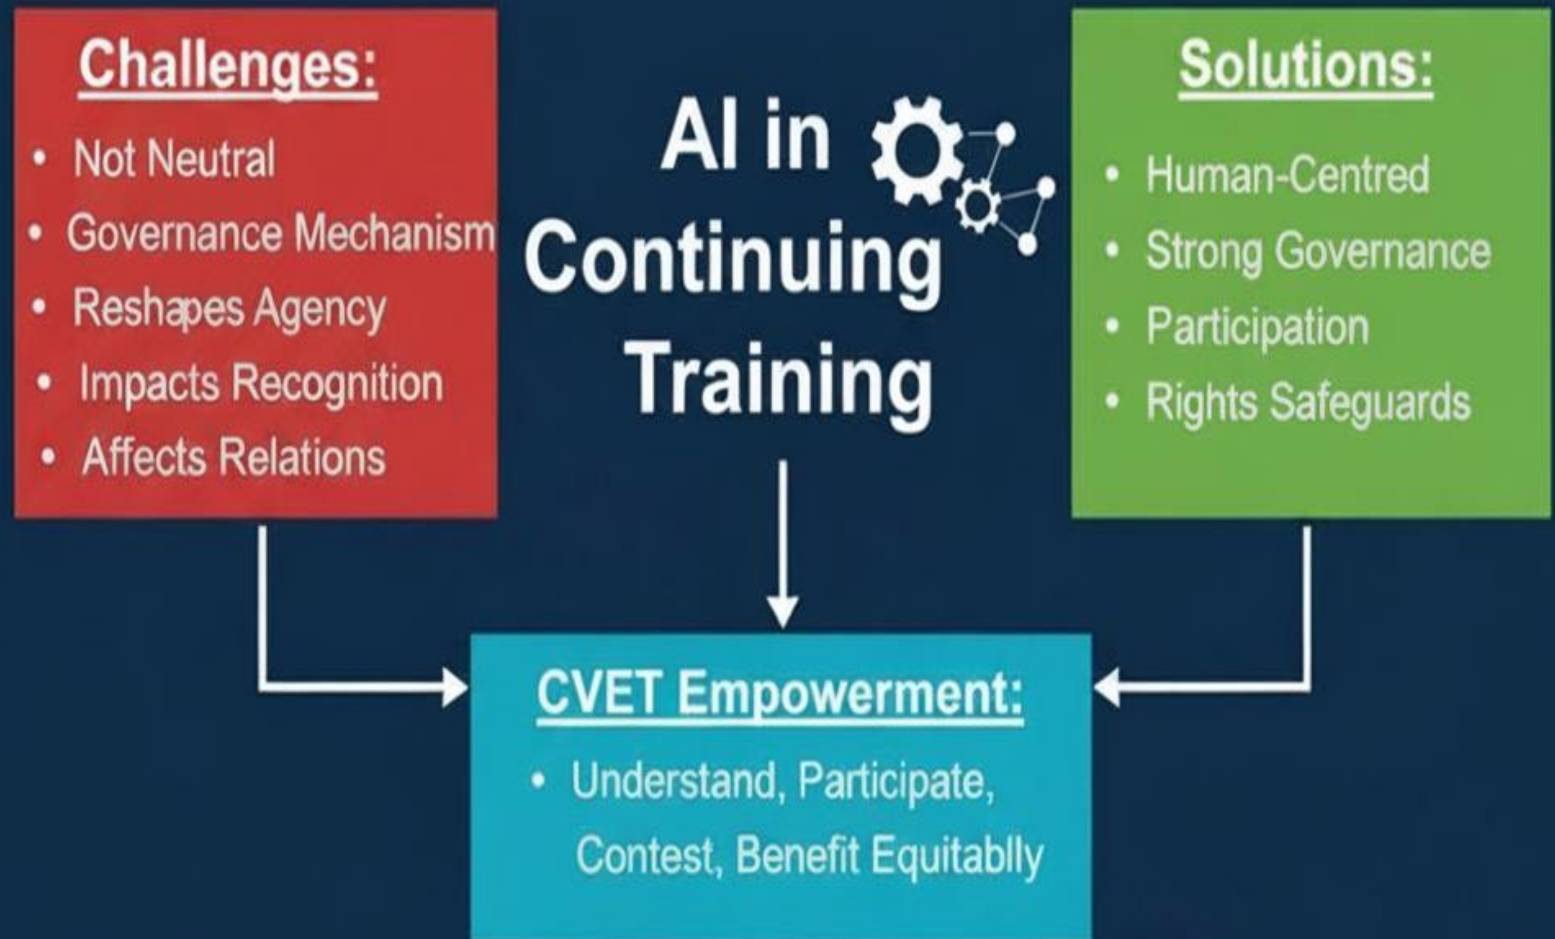 Challenges:
• Not Neutral
• Governance Mechanism
• Reshapes Agency
• Impacts Recognition
• Affects Relations
AI in
Continuing
Training
Solutions:
• Human-Centred
• Strong Governance
• Participation
• Rights Safeguards
CVET Empowerment:
• Understand, Participate,
Contest, Benefit Equitablly